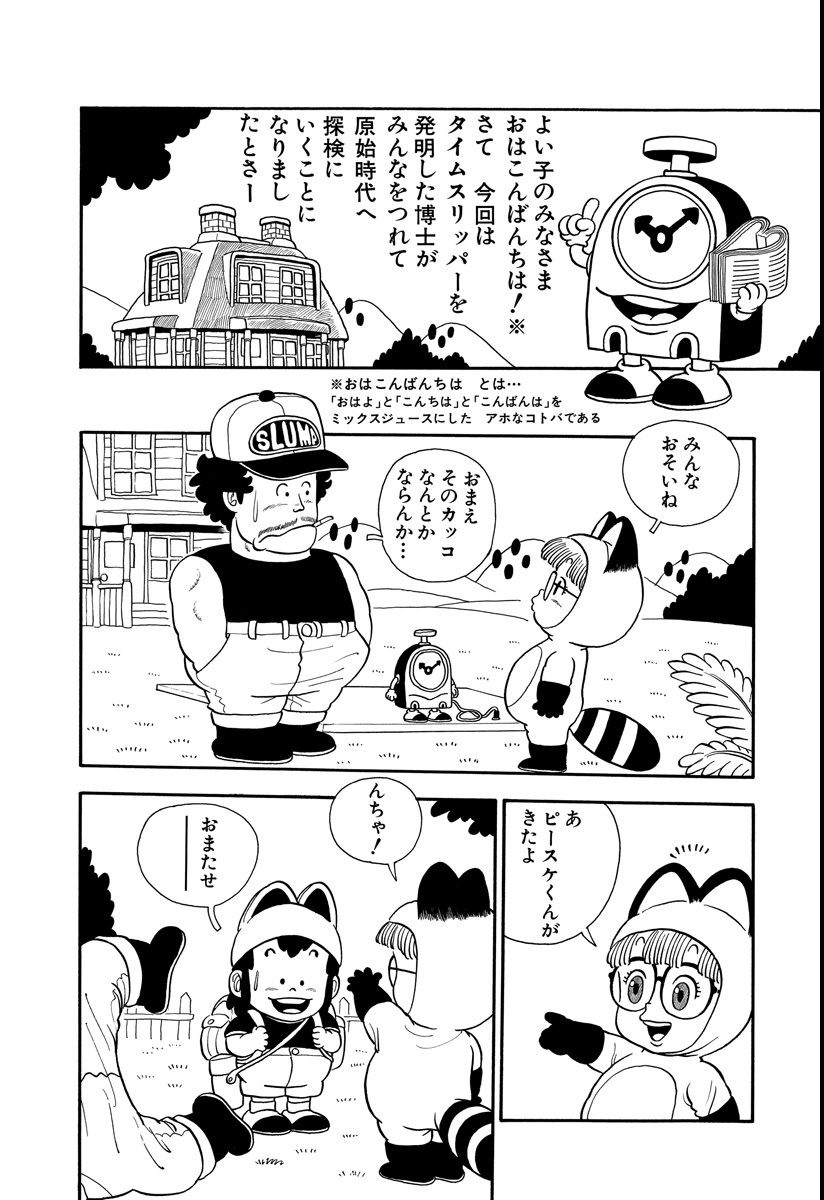 よい子のみなさま
おはこんばんちは！※
さて　今回は
タイムスリッパーを
発明した博士が
みんなをつれて
原始時代へ
探検に
いくことに
なりまし
たとさー
※おはこんばんちは　とは…
「おはよ」と「こんちは」と「こんばんは」を
ミックスジュースにした　アホなコトバである
みんな
おそいね
おまえ
そのカッコ
なんとか
ならんか…
SLUMP
あ
ピースケくんが
きたよ
んちゃ！
おまたせ──